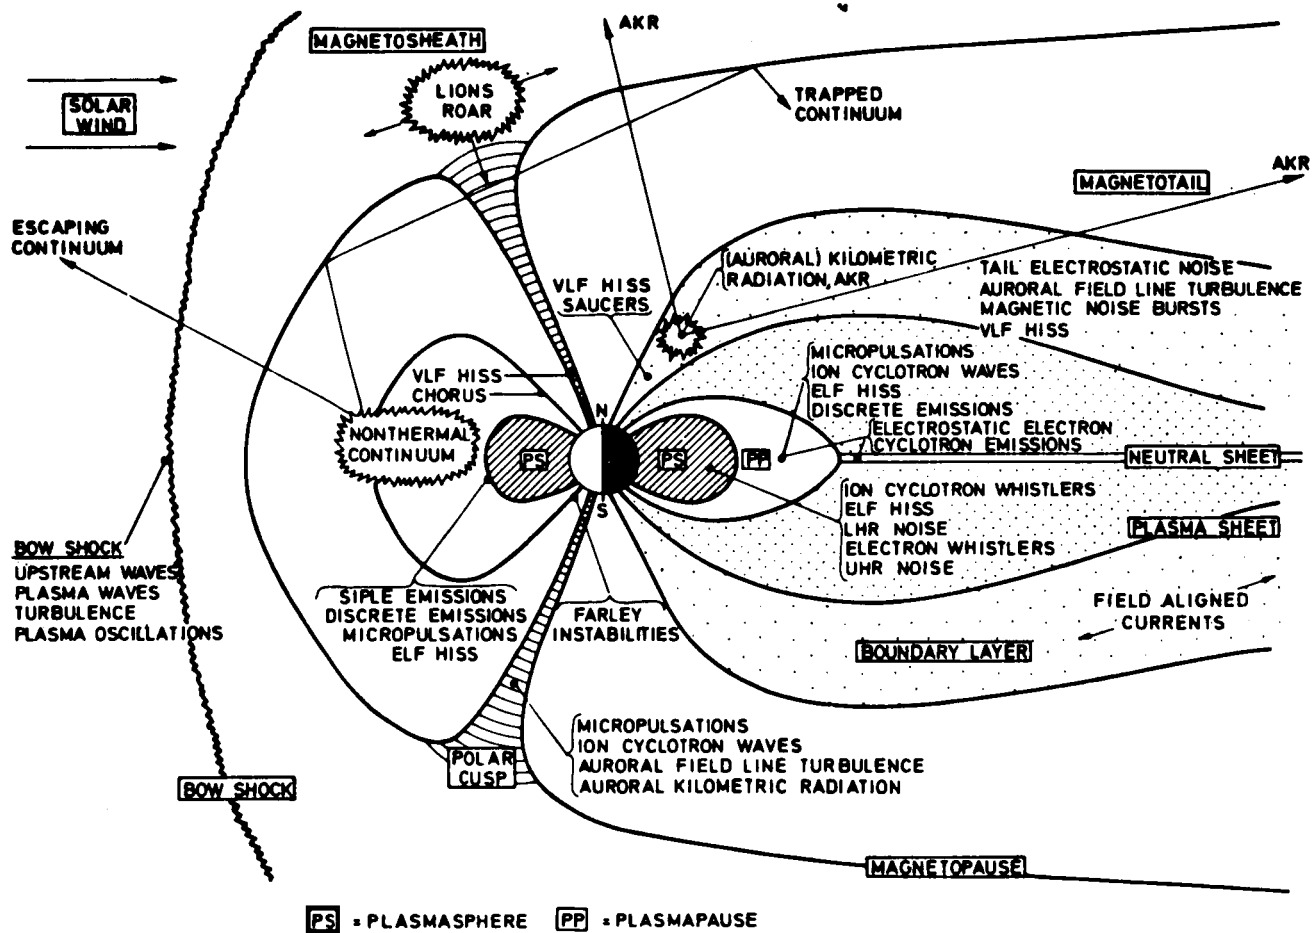 AKR
MAGNETOSHEATH
LIONS
ROAR
SOLAR
WIND
TRAPPED
CONTINUUM
AKR
MAGNETOTAIL
ESCAPING
CONTINUUM
(AURORAL) KILOMETRIC
RADIATION, AKR
VLF HISS
SAUCERS
TAIL ELECTROSTATIC NOISE
AURORAL FIELD LINE TURBULENCE
MAGNETIC NOISE BURSTS
VLF HISS
MICROPULSATIONS
ION CYCLOTRON WAVES
ELF HISS
DISCRETE EMISSIONS
VLF HISS
CHORUS
N
ELECTROSTATIC ELECTRON
CYCLOTRON EMISSIONS
NONTHERMAL
CONTINUUM
PS
PS
PP
NEUTRAL SHEET
S
ION CYCLOTRON WHISTLERS
ELF HISS
LHR NOISE
ELECTRON WHISTLERS
UHR NOISE
PLASMA SHEET
BOW SHOCK
UPSTREAM WAVES
PLASMA WAVES
TURBULENCE
PLASMA OSCILLATIONS
SIPLE EMISSIONS
DISCRETE EMISSIONS
MICROPULSATIONS
ELF HISS
FARLEY
INSTABILITIES
FIELD ALIGNED
CURRENTS
BOUNDARY LAYER
MICROPULSATIONS
ION CYCLOTRON WAVES
AURORAL FIELD LINE TURBULENCE
AURORAL KILOMETRIC RADIATION
POLAR
CUSP
BOW SHOCK
MAGNETOPAUSE
PS = PLASMASPHERE PP = PLASMAPAUSE